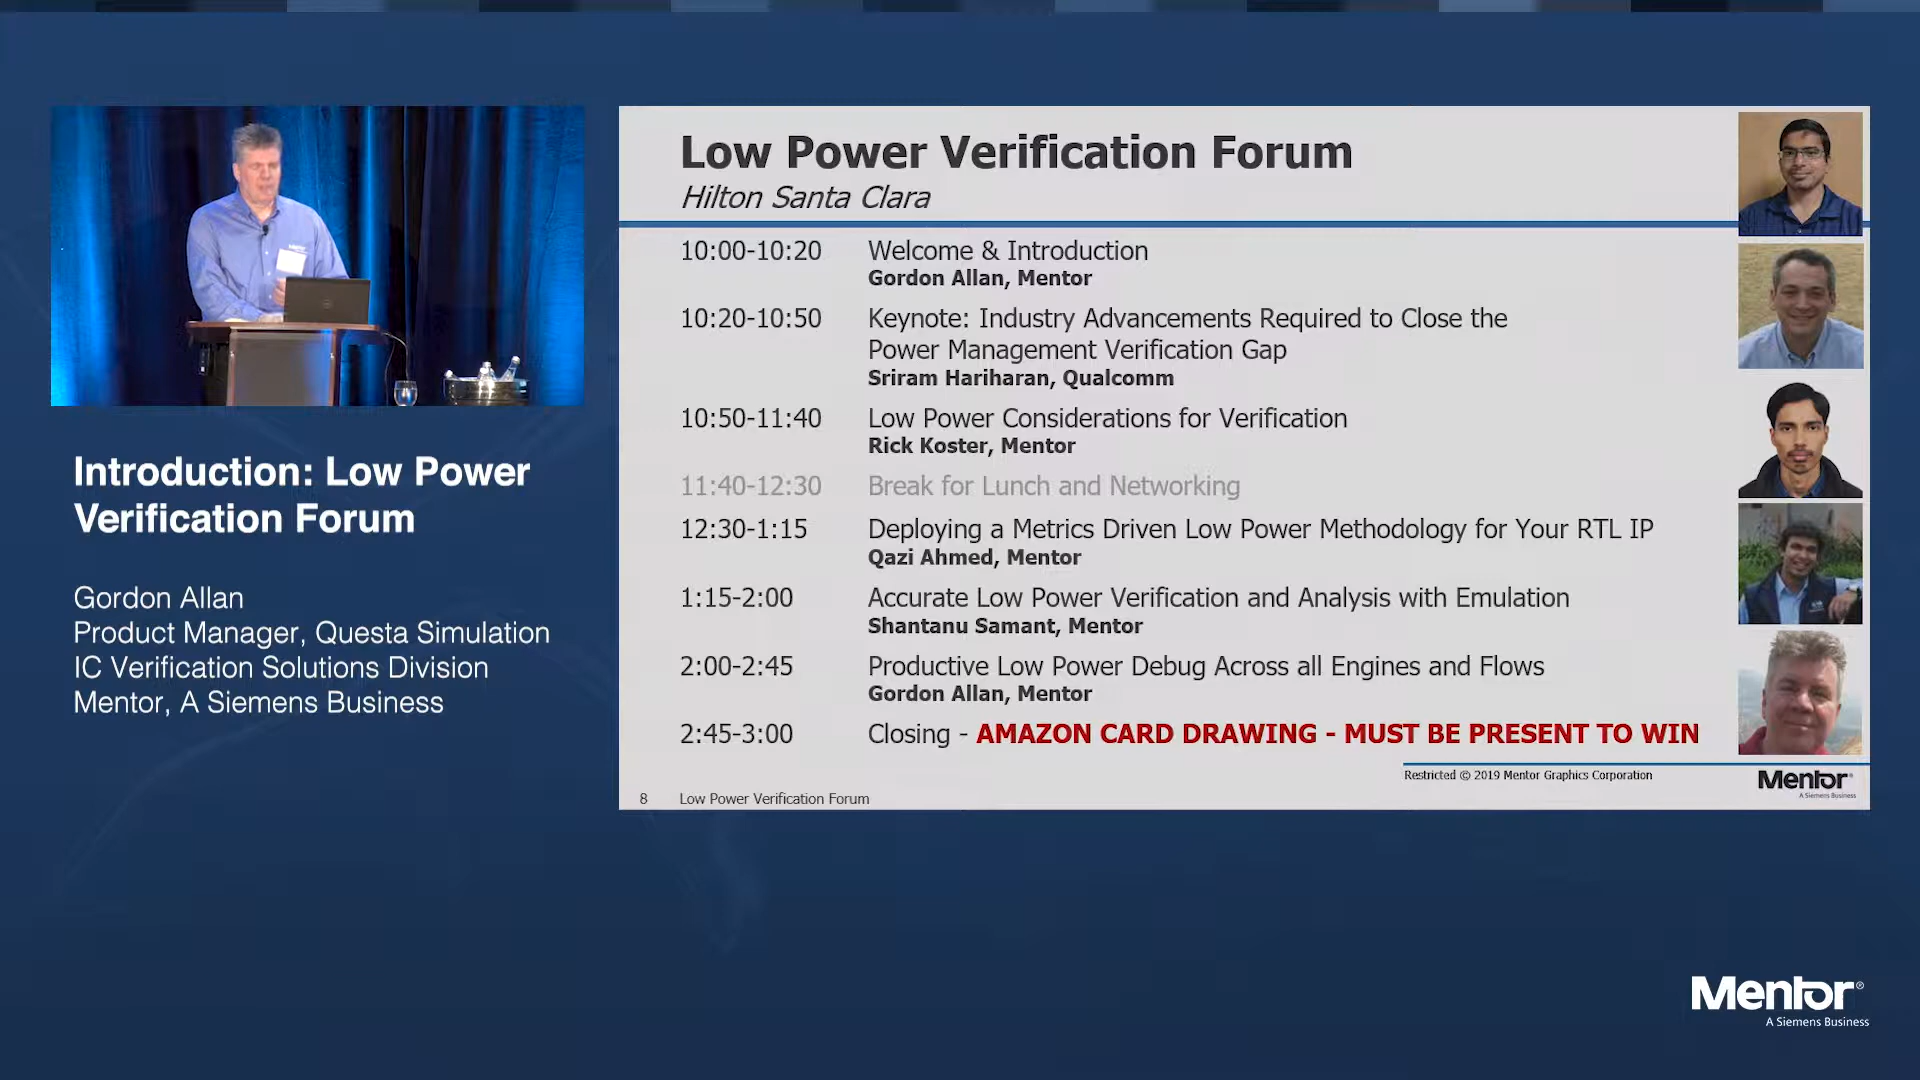 Introduction: Low Power
Verification Forum
Gordon Allan
Product Manager, Questa Simulation
IC Verification Solutions Division
Mentor, A Siemens Business
Low Power Verification Forum
Hilton Santa Clara
10:00-10:20 Welcome & Introduction
Gordon Allan, Mentor
10:20-10:50 Keynote: Industry Advancements Required to Close the
Power Management Verification Gap
Sriram Hariharan, Qualcomm
10:50-11:40 Low Power Considerations for Verification
Rick Koster, Mentor
11:40-12:30 Break for Lunch and Networking
12:30-1:15 Deploying a Metrics Driven Low Power Methodology for Your RTL IP
Qazi Ahmed, Mentor
1:15-2:00 Accurate Low Power Verification and Analysis with Emulation
Shantanu Samant, Mentor
2:00-2:45 Productive Low Power Debug Across all Engines and Flows
Gordon Allan, Mentor
2:45-3:00 Closing - AMAZON CARD DRAWING - MUST BE PRESENT TO WIN
Restricted © 2019 Mentor Graphics Corporation
Mentor®
A Siemens Business
8 Low Power Verification Forum
Mentor®
A Siemens Business